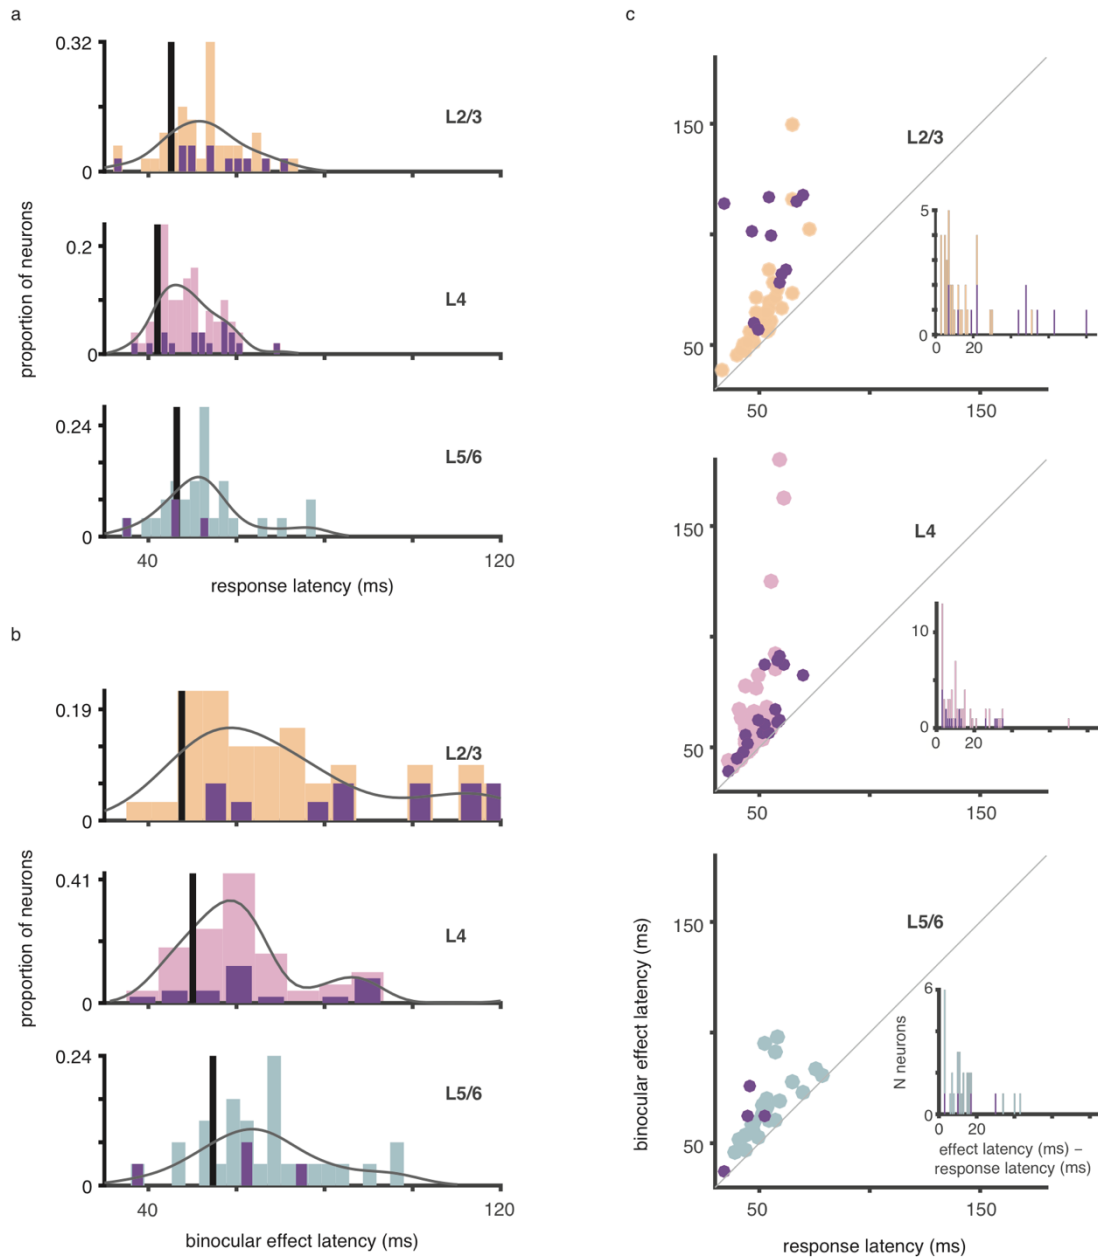 a
0.32
L2/3
0
0.2
L4
0
0.24
L5/6
0
40
120
response latency (ms)
proportion of neurons
b
0.19
L2/3
0
0.41
L4
0
0.24
L5/6
0
40
120
binocular effect latency (ms)
proportion of neurons
c
150
L2/3
5
0
0
20
50
50
150
150
L4
10
0
0
20
50
50
150
150
L5/6
6
N neurons
0
0
20
effect latency (ms) –
response latency (ms)
50
50
150
binocular effect latency (ms)
response latency (ms)